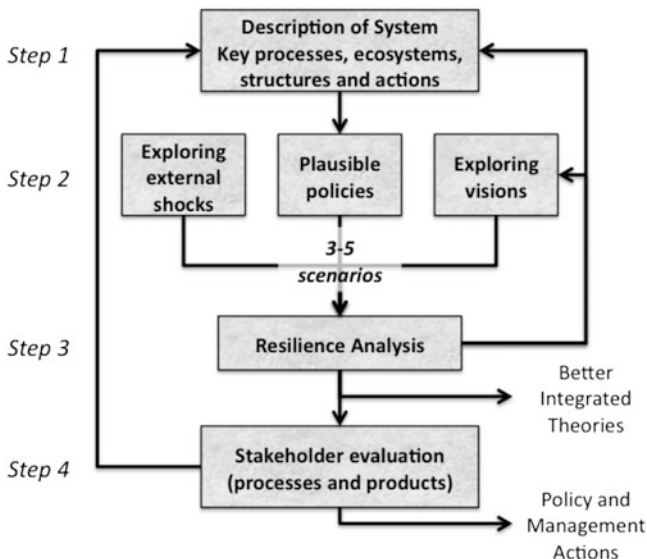 Step 1
Description of System
Key processes, ecosystems,
structures and actions
Step 2
Exploring
external
shocks
Plausible
policies
Exploring
visions
3-5
scenarios
Step 3
Resilience Analysis
Better
Integrated
Theories
Step 4
Stakeholder evaluation
(processes and products)
Policy and
Management
Actions